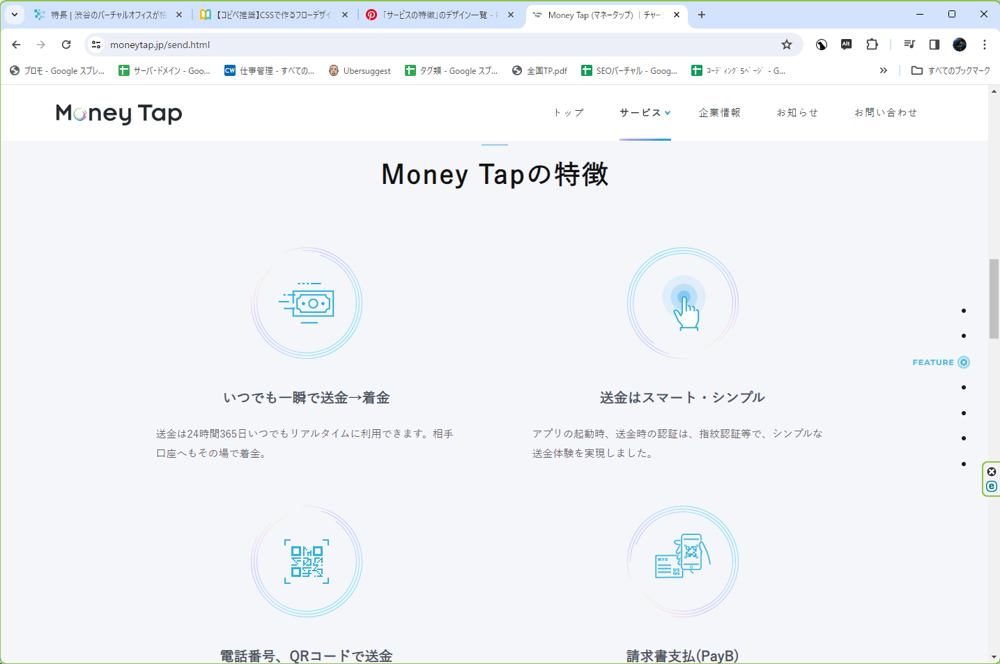 特長 | 渋谷のバーチャルオフィスが格
【コピペ推奨】CSSで作るフローデザイ
「サービスの特徴」のデザイン一覧 - P
Money Tap (マネータップ) | チャー
moneytap.jp/send.html
プロモ - Google スプレ...
サーバ・ドメイン - Goo...
仕事管理 - すべての...
Ubersuggest
タグ類 - Google スプ...
全国TP.pdf
SEOバーチャル - Goog...
コーディング 5ページ - G...
すべてのブックマーク
Money Tap
トップ
サービス
企業情報
お知らせ
お問い合わせ
Money Tapの特徴
FEATURE
いつでも一瞬で送金→着金
送金はスマート・シンプル
送金は24時間365日いつでもリアルタイムに利用できます。相手
口座へもその場で着金。
アプリの起動時、送金時の認証は、指紋認証等で、シンプルな
送金体験を実現しました。
請求書
電話番号、QRコードで送金
請求書支払(PayB)